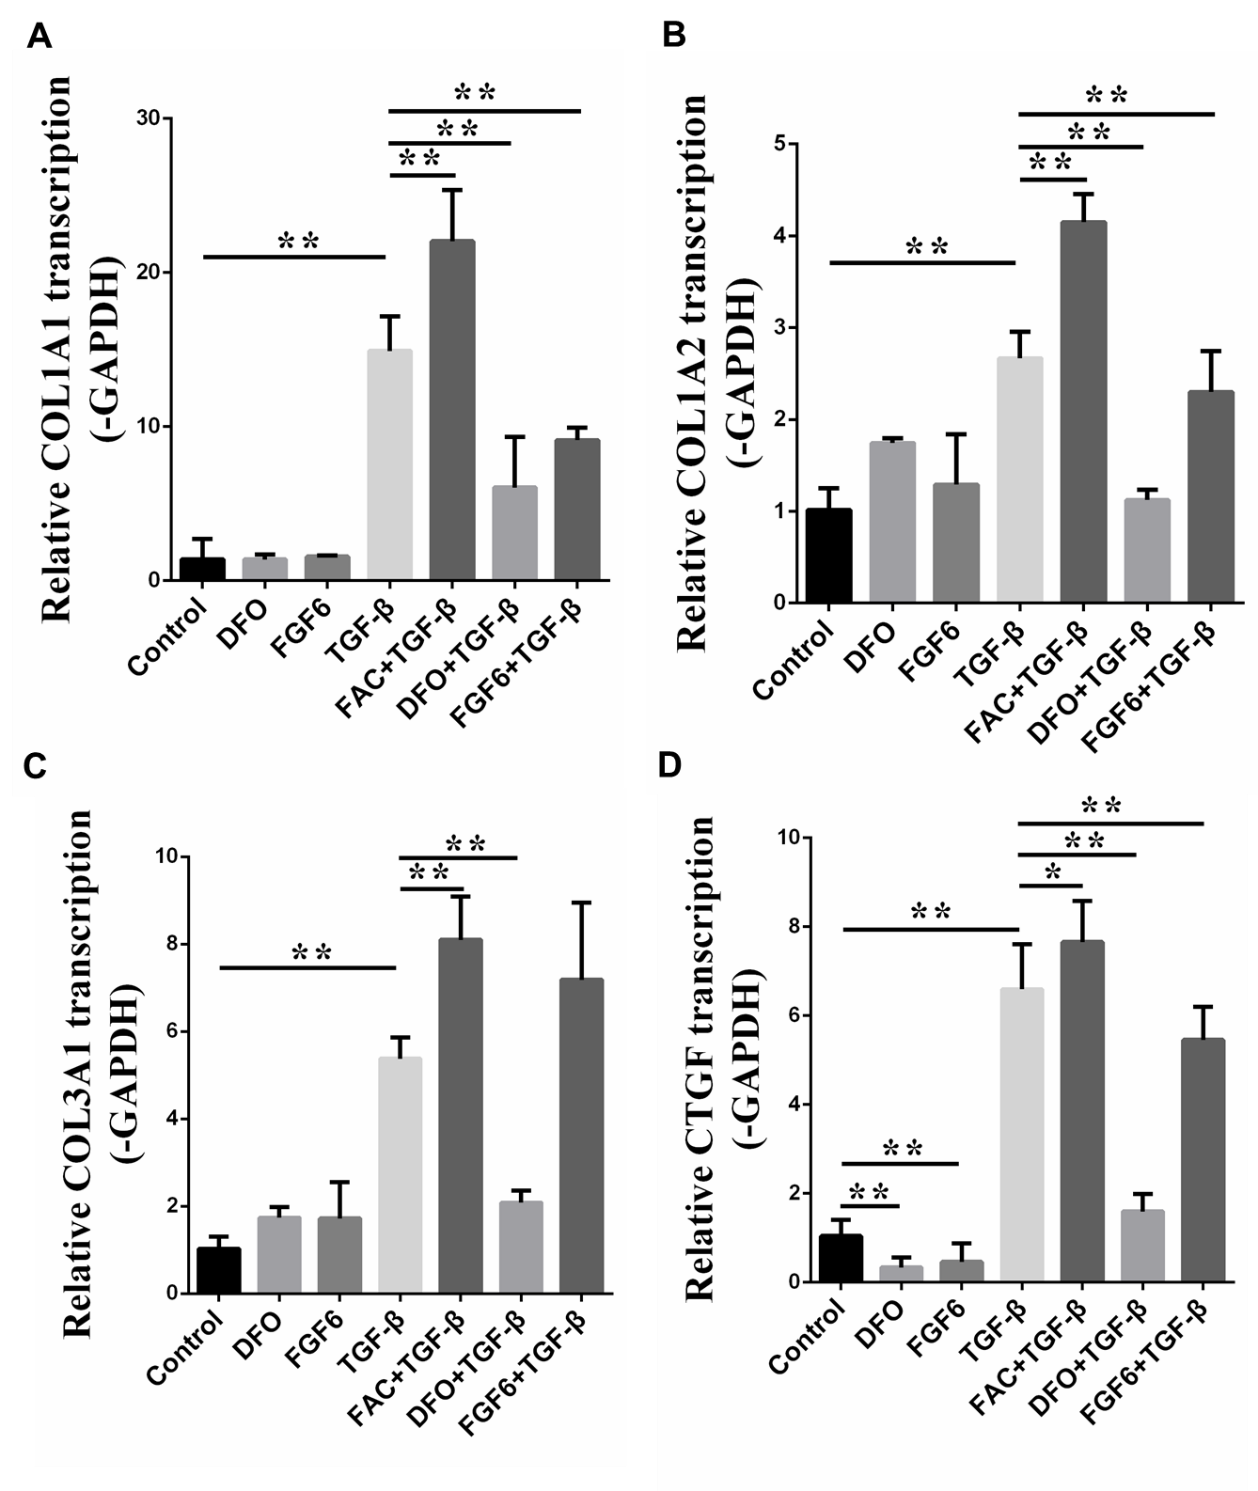 A
Relative COL1A1 transcription
(-GAPDH)
30
20
10
0
**
**
**
**
Control
DFO
FGF6
TGF-β
FAC+TGF-β
DFO+TGF-β
FGF6+TGF-β
B
Relative COL1A2 transcription
(-GAPDH)
5
4
3
2
1
0
**
**
**
**
Control
DFO
FGF6
TGF-β
FAC+TGF-β
DFO+TGF-β
FGF6+TGF-β
C
Relative COL3A1 transcription
(-GAPDH)
10
8
6
4
2
0
**
**
**
Control
DFO
FGF6
TGF-β
FAC+TGF-β
DFO+TGF-β
FGF6+TGF-β
D
Relative CTGF transcription
(-GAPDH)
10
8
6
4
2
0
**
**
*
**
**
**
Control
DFO
FGF6
TGF-β
FAC+TGF-β
DFO+TGF-β
FGF6+TGF-β